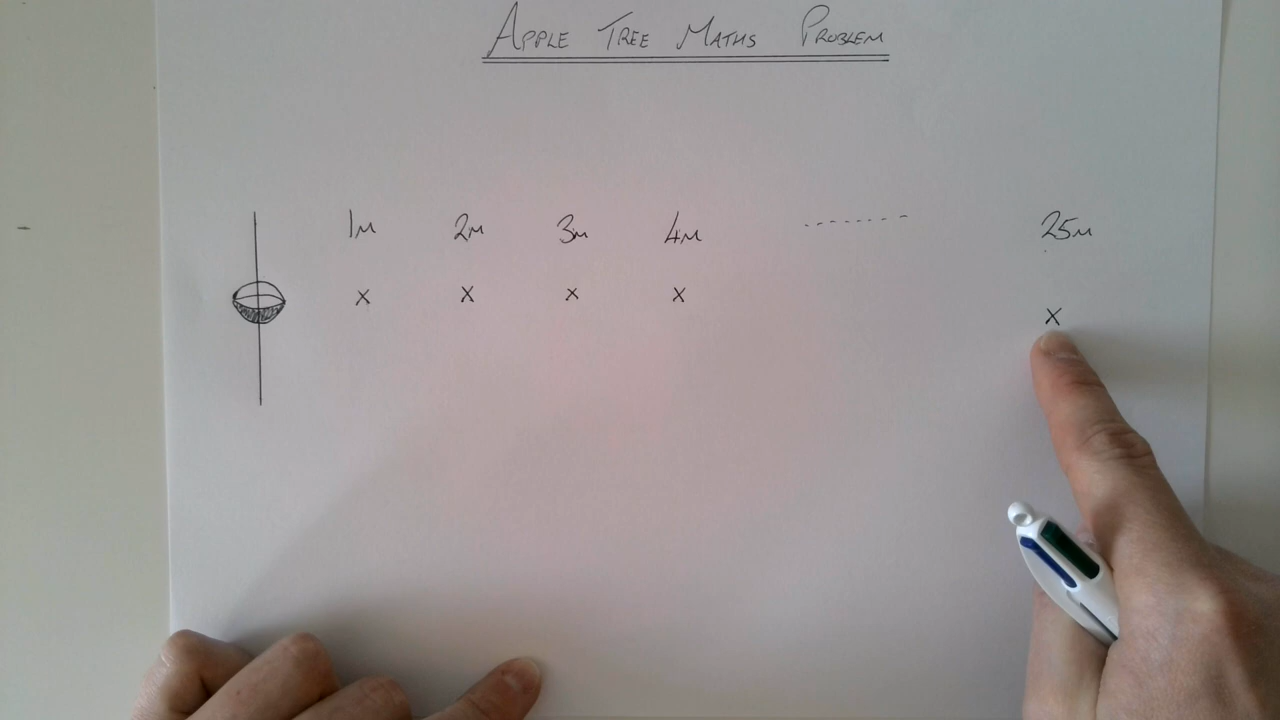 APPLE TREE MATHS PROBLEM
1M 2M 3M 4M -------- 25M
x x x x x